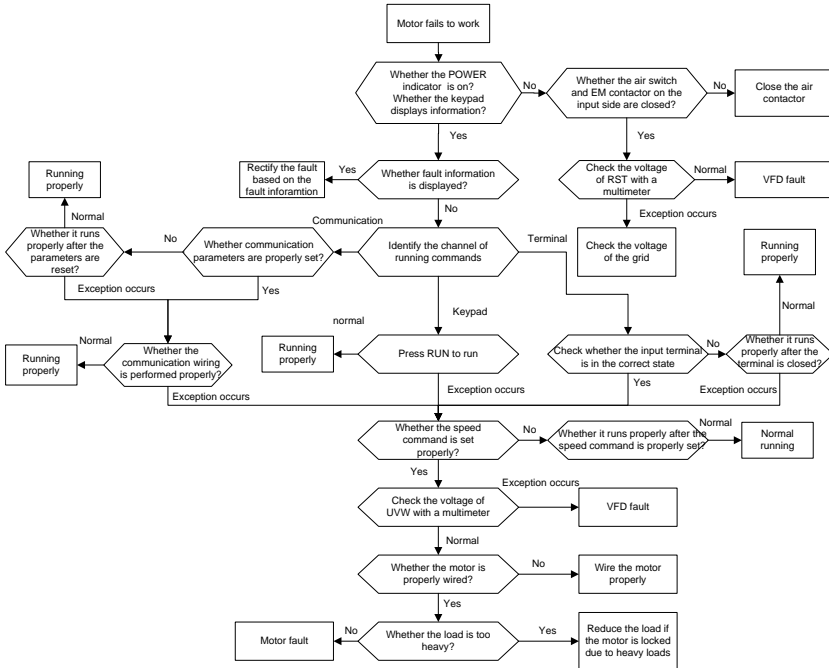 Motor fails to work
Whether the POWER
indicator is on?
Whether the keypad
displays information?
No
Whether the air switch
and EM contactor on the
input side are closed?
No
Close the air
contactor
Yes
Yes
Rectify the fault
based on the
fault inforamtion
Yes
Whether fault information
is displayed?
Check the voltage
of RST with a
multimeter
Normal
VFD fault
Running
properly
Normal
No
Exception occurs
Check the voltage
of the grid
Communication
Whether it runs
properly after the
parameters are
reset?
No
Whether communication
parameters are properly set?
Identify the channel of
running commands
Terminal
Running
properly
Exception occurs
Yes
Keypad
Normal
Normal
Running
properly
Whether the
communication wiring
is performed properly?
normal
Running
properly
Press RUN to run
Check whether the input terminal
is in the correct state
No
Whether it runs
properly after the
terminal is closed?
Exception occurs
Exception occurs
Yes
Exception occurs
Whether the speed
command is set
properly?
No
Whether it runs properly after the
speed command is properly set?
Normal
Normal
running
Yes
Check the voltage of
UVW with a multimeter
Exception occurs
VFD fault
Normal
Whether the motor is
properly wired?
No
Wire the motor
properly
Yes
Motor fault
No
Whether the load is too
heavy?
Yes
Reduce the load if
the motor is locked
due to heavy loads